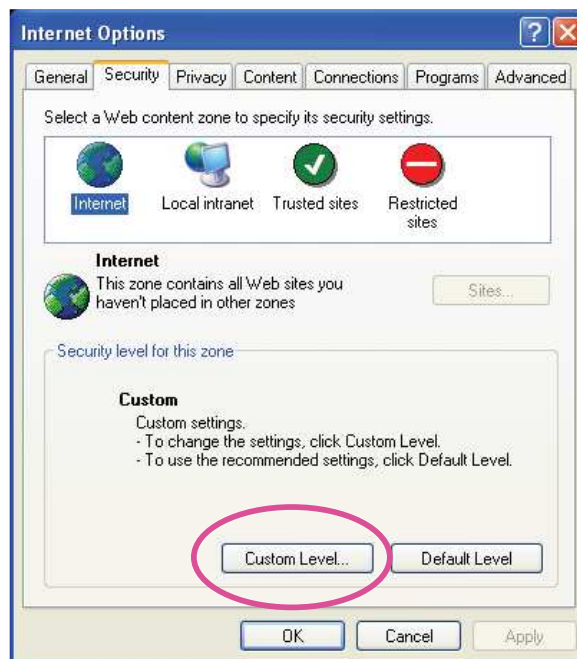 Internet Options
General Security Privacy Content Connections Programs Advanced
Select a Web content zone to specify its security settings.
Internet Local intranet Trusted sites Restricted
sites
Internet
This zone contains all Web sites you
haven't placed in other zones
Sites...
Security level for this zone
Custom
Custom settings.
- To change the settings, click Custom Level.
- To use the recommended settings, click Default Level.
Custom Level... Default Level
OK Cancel Apply